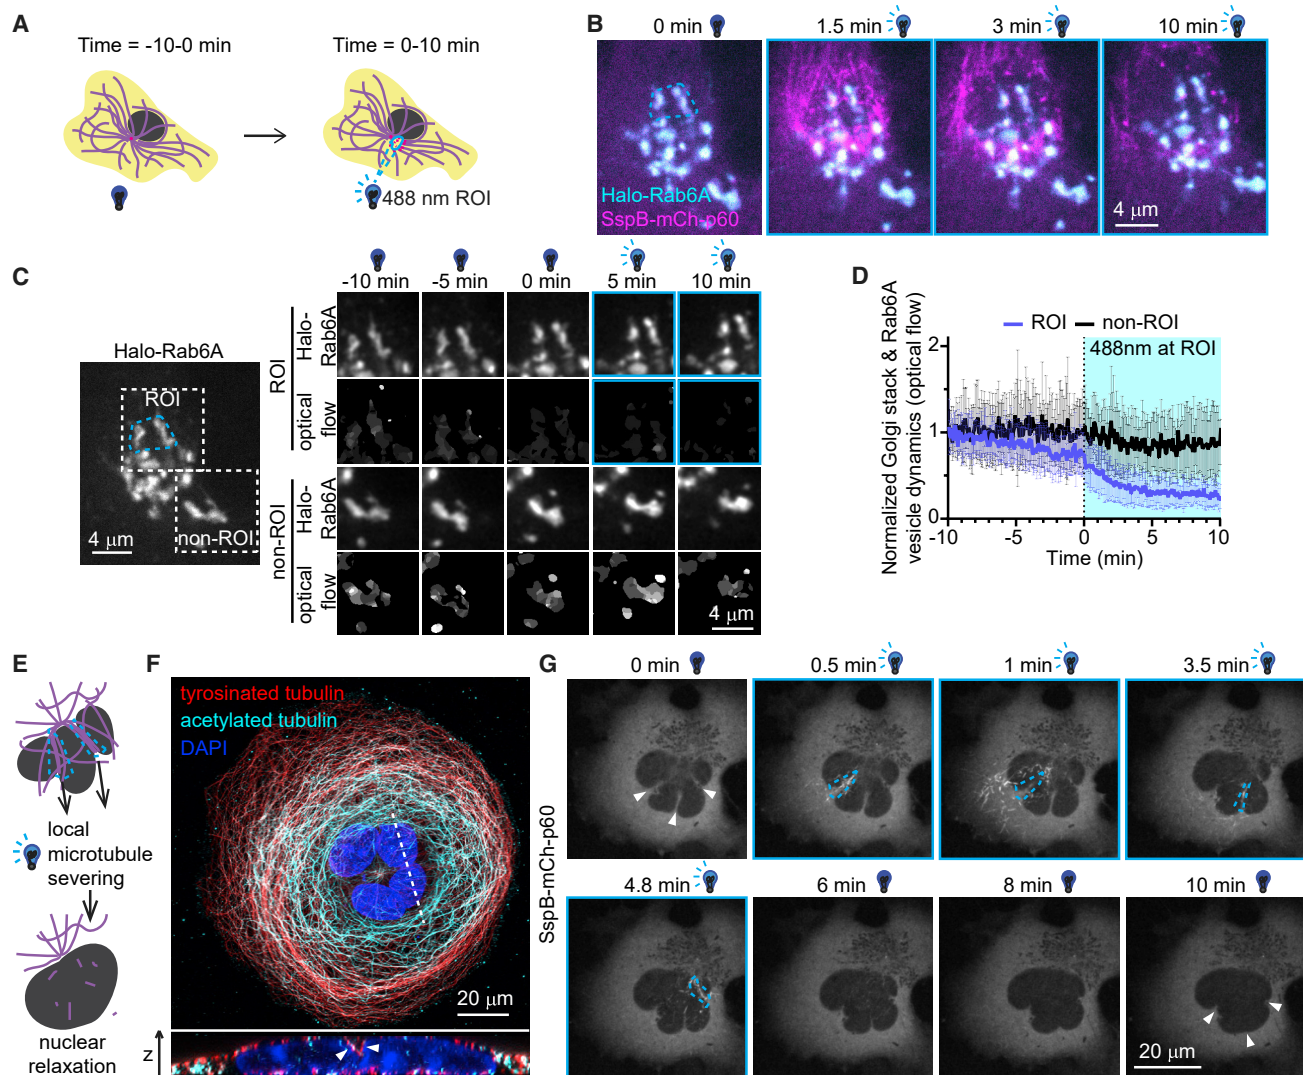 A
Time = -10-0 min
Time = 0-10 min
488 nm ROI
B
0 min
1.5 min
3 min
10 min
Halo-Rab6A
SspB-mCh-p60
4 µm
C
Halo-Rab6A
ROI
non-ROI
4 µm
-10 min
-5 min
0 min
5 min
10 min
ROI
Halo-
Rab6A
optical
flow
non-ROI
Halo-
Rab6A
optical
flow
4 µm
D
ROI
non-ROI
488nm at ROI
Normalized Golgi stack & Rab6A
vesicle dynamics (optical flow)
2
1
0
-10
-5
0
5
10
Time (min)
E
local
microtubule
severing
nuclear
relaxation
F
tyrosinated tubulin
acetylated tubulin
DAPI
20 µm
z
G
SspB-mCh-p60
0 min
0.5 min
1 min
3.5 min
4.8 min
6 min
8 min
10 min
20 µm